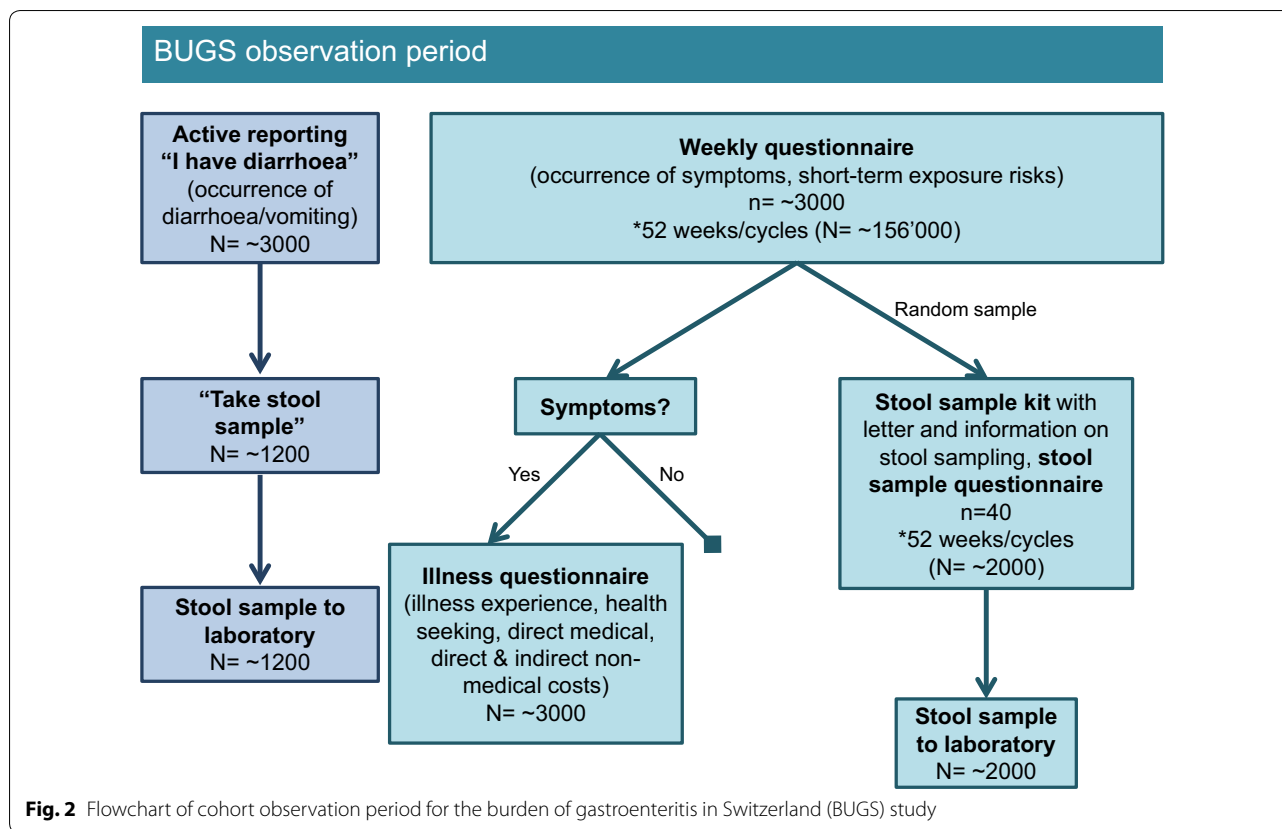 BUGS observation period
Active reporting
“I have diarrhoea”
(occurrence of
diarrhoea/vomiting)
N= ~3000
“Take stool
sample”
N= ~1200
Stool sample to
laboratory
N= ~1200
Weekly questionnaire
(occurrence of symptoms, short-term exposure risks)
n= ~3000
*52 weeks/cycles (N= ~156’000)
Random sample
Symptoms?
Yes
No
Illness questionnaire
(illness experience, health
seeking, direct medical,
direct & indirect non-
medical costs)
N= ~3000
Stool sample kit with
letter and information on
stool sampling, stool
sample questionnaire
n=40
*52 weeks/cycles
(N= ~2000)
Stool sample
to laboratory
N= ~2000
Fig. 2 Flowchart of cohort observation period for the burden of gastroenteritis in Switzerland (BUGS) study